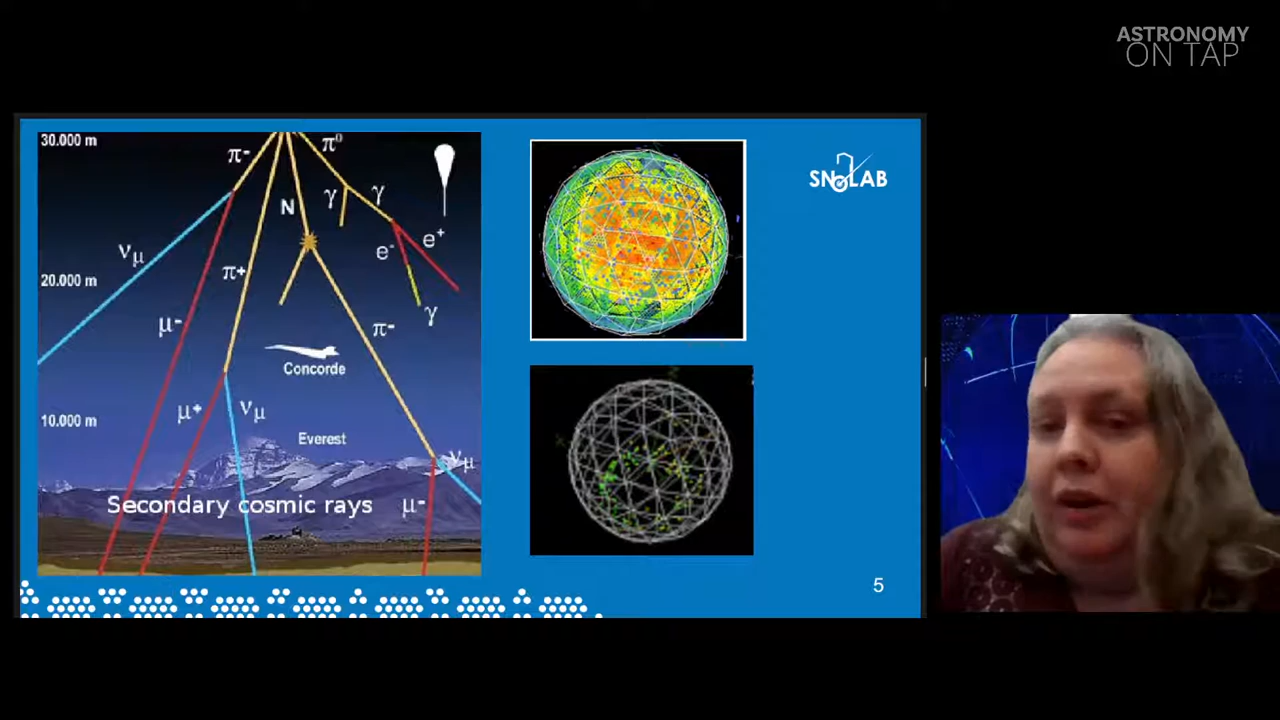 ASTRONOMY
ON TAP
30.000 m
π-
π⁰
SNOLAB
γ
γ
N
νμ
e-
e+
π+
20.000 m
γ
μ-
π-
Concorde
μ+
νμ
10.000 m
Everest
νμ
Secondary cosmic rays
μ-
5